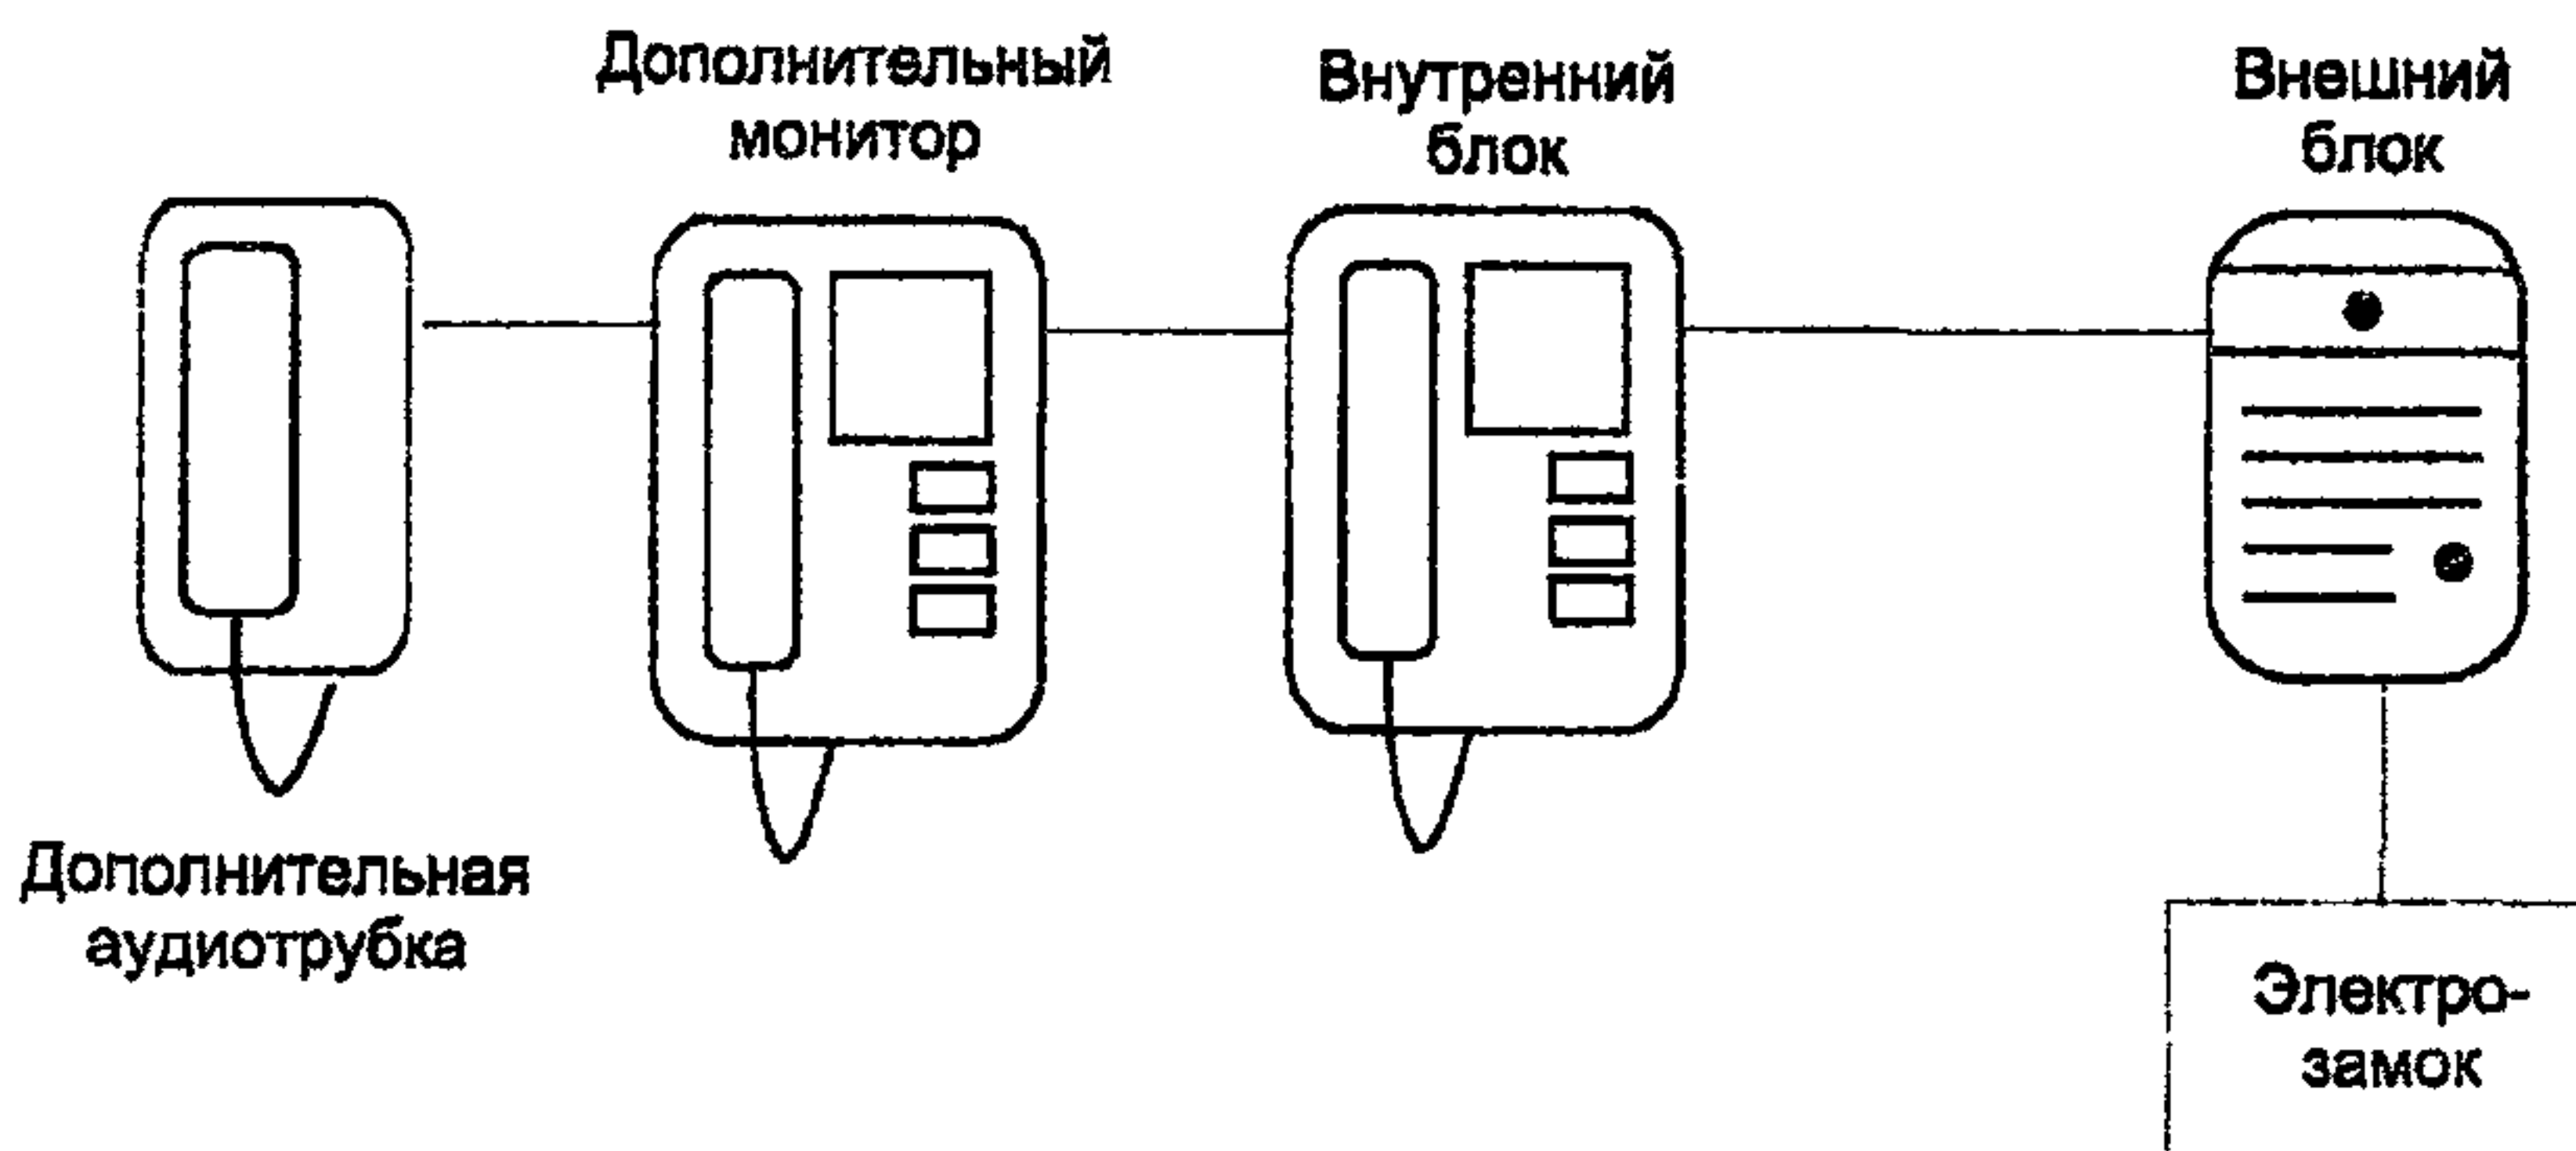 Дополнительный
монитор
Внутренний
блок
Внешний
блок
Дополнительная
аудиотрубка
Электро-
замок